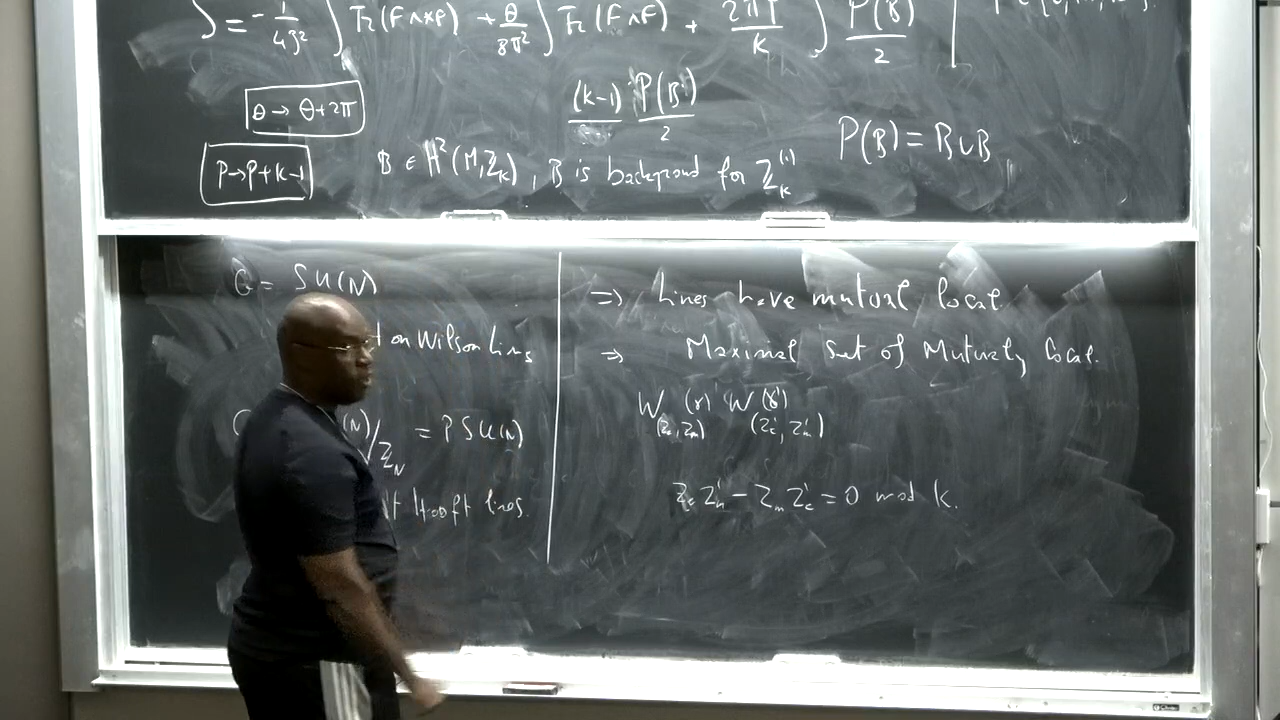 S = -1/4g² ∫ Tr(F∧*F) + θ/8π² ∫ Tr(F∧F) + 2πp/k ∫ P(B)/2
θ → θ+2π
(k-1) P(B)/2
P→P+k-1
B ∈ H²(M,Z_k), B is background for Z_k^(1)
P(B) = B∪B
G = SU(N)
on Wilson lines
(N)/Z_N = PSU(N)
't Hooft lines.
⇒ Lines have mutual local
⇒ Maximal set of Mutually local.
W_(z_e,z_m) (γ) W_(z_e',z_m') (γ')
z_e z_m' - z_m z_e' = 0 mod k.